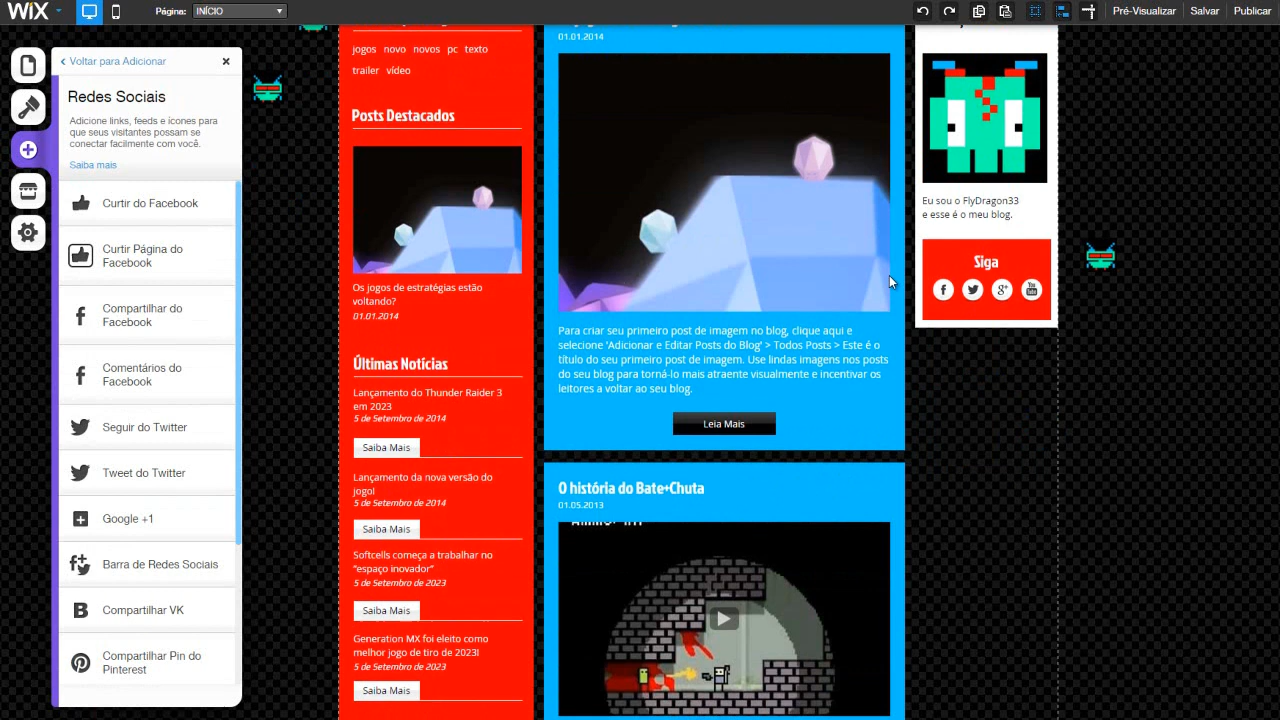 WiX
Página:
INÍCIO
Pré-Visualizar
Salvar
Publicar
Voltar para Adicionar
Redes Sociais
Adicione links, feeds e ícones para
que seus visitantes possam se
conectar facilmente com você.
Saiba mais
Curtir do Facebook
Curtir Página do
Facebook
Compartilhar do
Facebook
Comentários do
Facebook
Seguir do Twitter
Tweet do Twitter
Google +1
Barra de Redes Sociais
Compartilhar VK
Compartilhar Pin do
Pinterest
jogos novo novos pc texto
trailer vídeo
Posts Destacados
Os jogos de estratégias estão
voltando?
01.01.2014
Últimas Notícias
Lançamento do Thunder Raider 3
em 2023
5 de Setembro de 2014
Saiba Mais
Lançamento da nova versão do
jogo!
5 de Setembro de 2014
Saiba Mais
Softcells começa a trabalhar no
“espaço inovador”
5 de Setembro de 2023
Saiba Mais
Generation MX foi eleito como
melhor jogo de tiro de 2023!
5 de Setembro de 2023
Saiba Mais
01.01.2014
Para criar seu primeiro post de imagem no blog, clique aqui e
selecione 'Adicionar e Editar Posts do Blog' > Todos Posts > Este é o
título do seu primeiro post de imagem. Use lindas imagens nos posts
do seu blog para torná-lo mais atraente visualmente e incentivar os
leitores a voltar ao seu blog.
Leia Mais
O história do Bate+Chuta
01.05.2013
Eu sou o FlyDragon33
e esse é o meu blog.
Siga